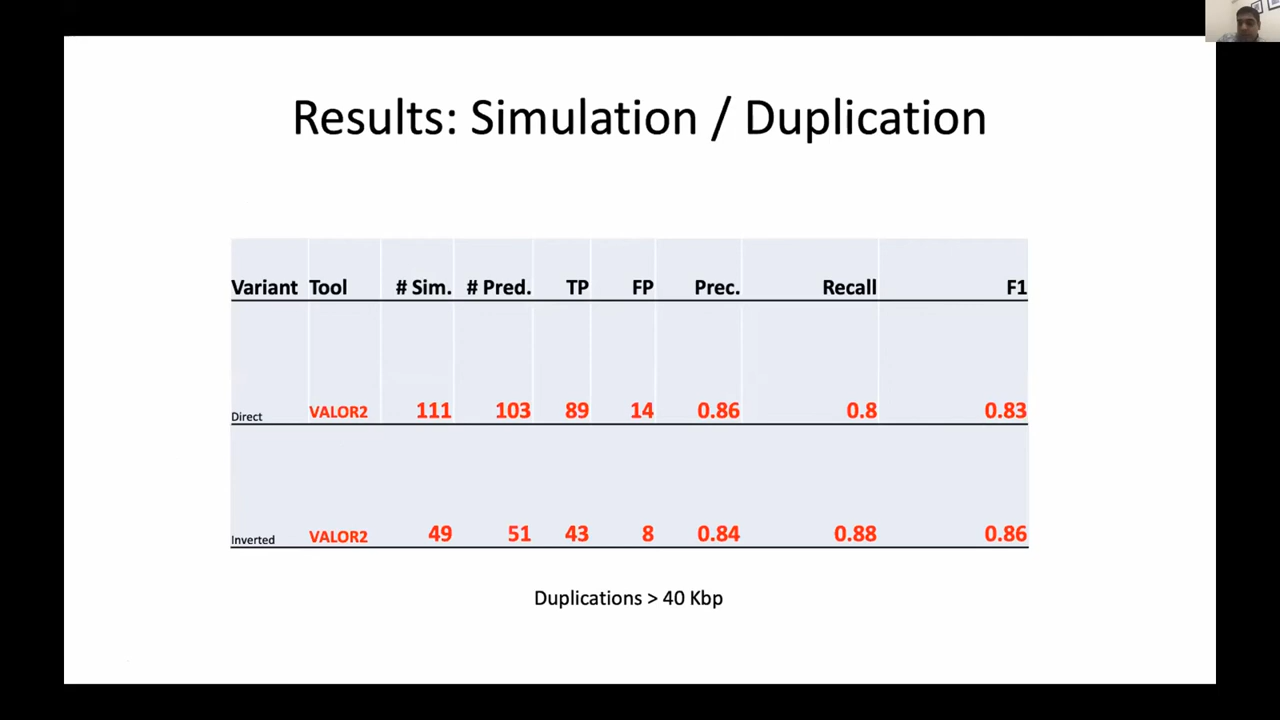 Results: Simulation / Duplication
Variant Tool # Sim. # Pred. TP FP Prec. Recall F1
Direct VALOR2 111 103 89 14 0.86 0.8 0.83
Inverted VALOR2 49 51 43 8 0.84 0.88 0.86
Duplications > 40 Kbp